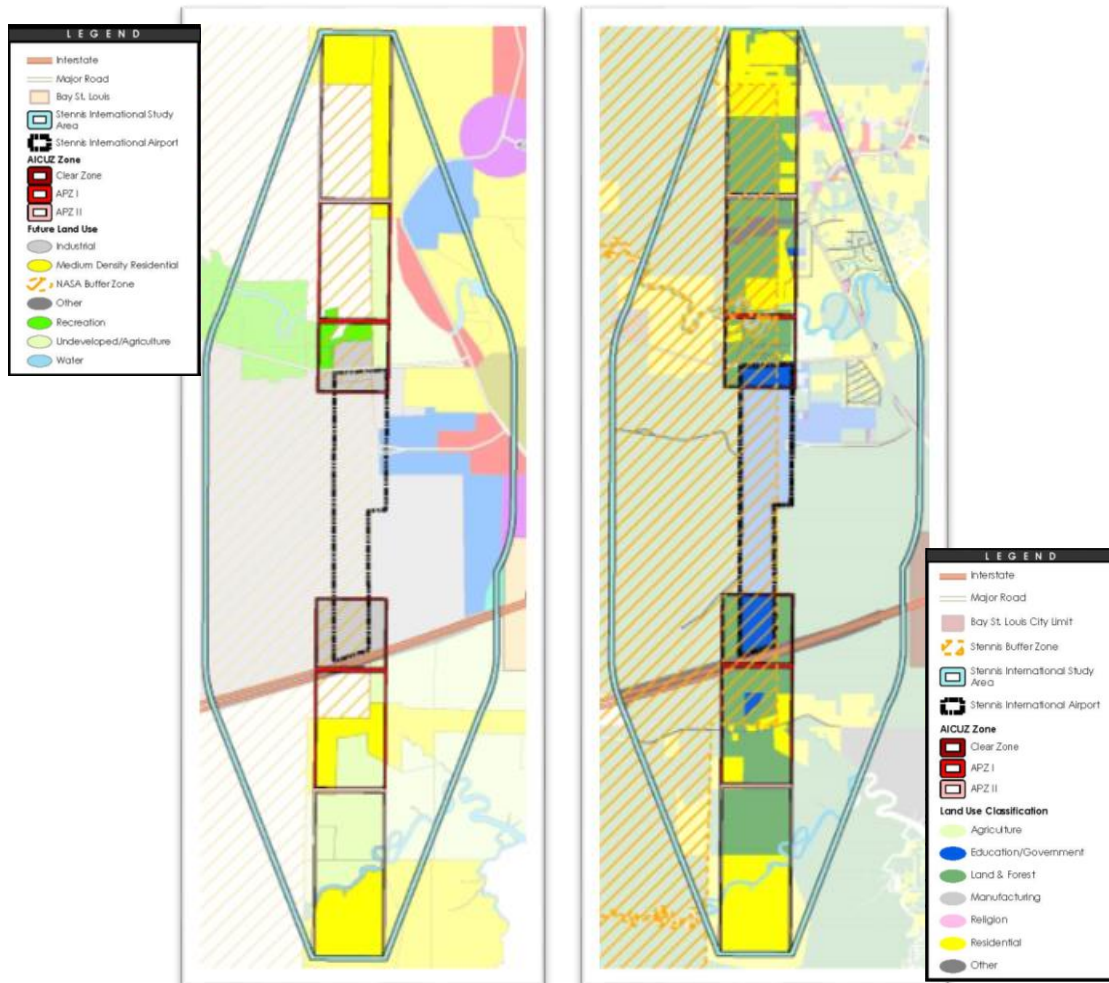 LEGEND
Interstate
Major Road
Bay St. Louis
Stennis International Study
Area
Stennis International Airport
AICUZ Zone
Clear Zone
APZ I
APZ II
Future Land Use
Industrial
Medium Density Residential
NASA Buffer Zone
Other
Recreation
Undeveloped/Agriculture
Water
LEGEND
Interstate
Major Road
Bay St. Louis City Limit
Stennis Buffer Zone
Stennis International Study
Area
Stennis International Airport
AICUZ Zone
Clear Zone
APZ I
APZ II
Land Use Classification
Agriculture
Education/Government
Land & Forest
Manufacturing
Religion
Residential
Other